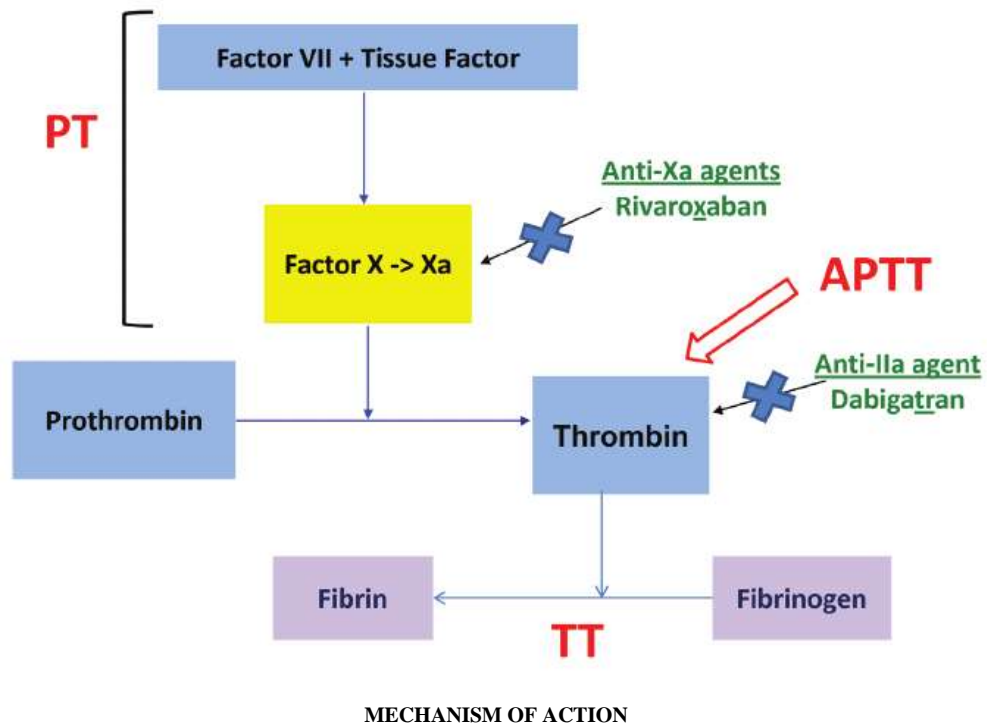 Factor VII + Tissue Factor
PT
Anti-Xa agents
Rivaroxaban
Factor X -> Xa
APTT
Anti-IIa agent
Dabigatran
Prothrombin
Thrombin
Fibrin
Fibrinogen
TT
MECHANISM OF ACTION